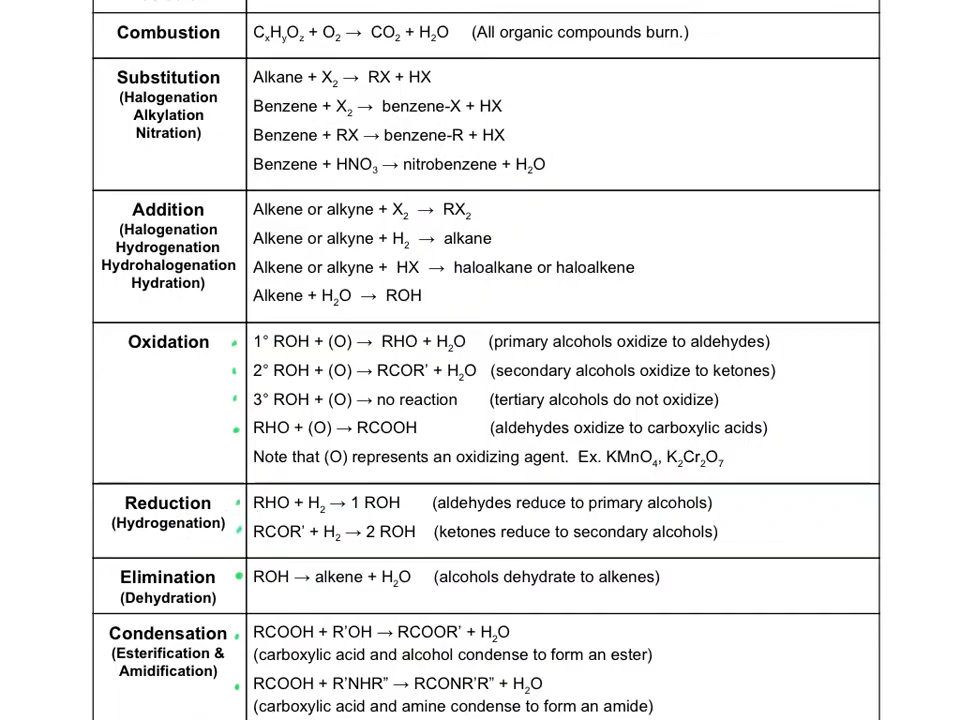 Combustion
CₓHᵧO₂ + O₂ → CO₂ + H₂O (All organic compounds burn.)
Substitution
(Halogenation
Alkylation
Nitration)
Alkane + X₂ → RX + HX
Benzene + X₂ → benzene-X + HX
Benzene + RX → benzene-R + HX
Benzene + HNO₃ → nitrobenzene + H₂O
Addition
(Halogenation
Hydrogenation
Hydrohalogenation
Hydration)
Alkene or alkyne + X₂ → RX₂
Alkene or alkyne + H₂ → alkane
Alkene or alkyne + HX → haloalkane or haloalkene
Alkene + H₂O → ROH
Oxidation
1° ROH + (O) → RHO + H₂O (primary alcohols oxidize to aldehydes)
2° ROH + (O) → RCOR' + H₂O (secondary alcohols oxidize to ketones)
3° ROH + (O) → no reaction (tertiary alcohols do not oxidize)
RHO + (O) → RCOOH (aldehydes oxidize to carboxylic acids)
Note that (O) represents an oxidizing agent. Ex. KMnO₄, K₂Cr₂O₇
Reduction
(Hydrogenation)
RHO + H₂ → 1 ROH (aldehydes reduce to primary alcohols)
RCOR' + H₂ → 2 ROH (ketones reduce to secondary alcohols)
Elimination
(Dehydration)
ROH → alkene + H₂O (alcohols dehydrate to alkenes)
Condensation
(Esterification &
Amidification)
RCOOH + R'OH → RCOOR' + H₂O
(carboxylic acid and alcohol condense to form an ester)
RCOOH + R'NHR" → RCONR'R" + H₂O
(carboxylic acid and amine condense to form an amide)